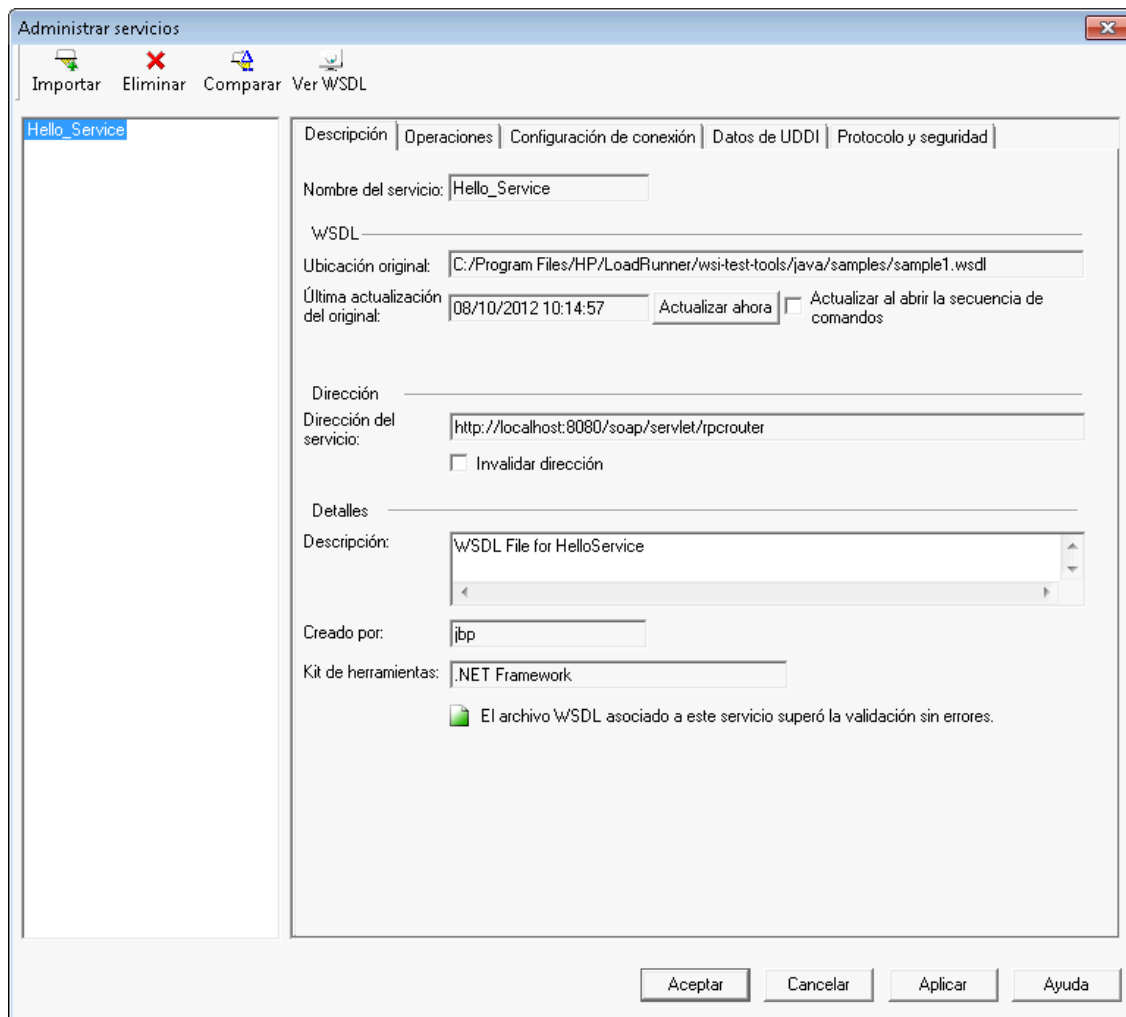 Administrar servicios
Importar Eliminar Comparar Ver WSDL
Hello_Service
Descripción Operaciones Configuración de conexión Datos de UDDI Protocolo y seguridad
Nombre del servicio: Hello_Service
WSDL
Ubicación original: C:/Program Files/HP/LoadRunner/wsi-test-tools/java/samples/sample1.wsdl
Última actualización del original: 08/10/2012 10:14:57 Actualizar ahora Actualizar al abrir la secuencia de comandos
Dirección
Dirección del servicio: http://localhost:8080/soap/servlet/rpcrouter
Invalidar dirección
Detalles
Descripción: WSDL File for HelloService
Creado por: jbp
Kit de herramientas: .NET Framework
El archivo WSDL asociado a este servicio superó la validación sin errores.
Aceptar Cancelar Aplicar Ayuda